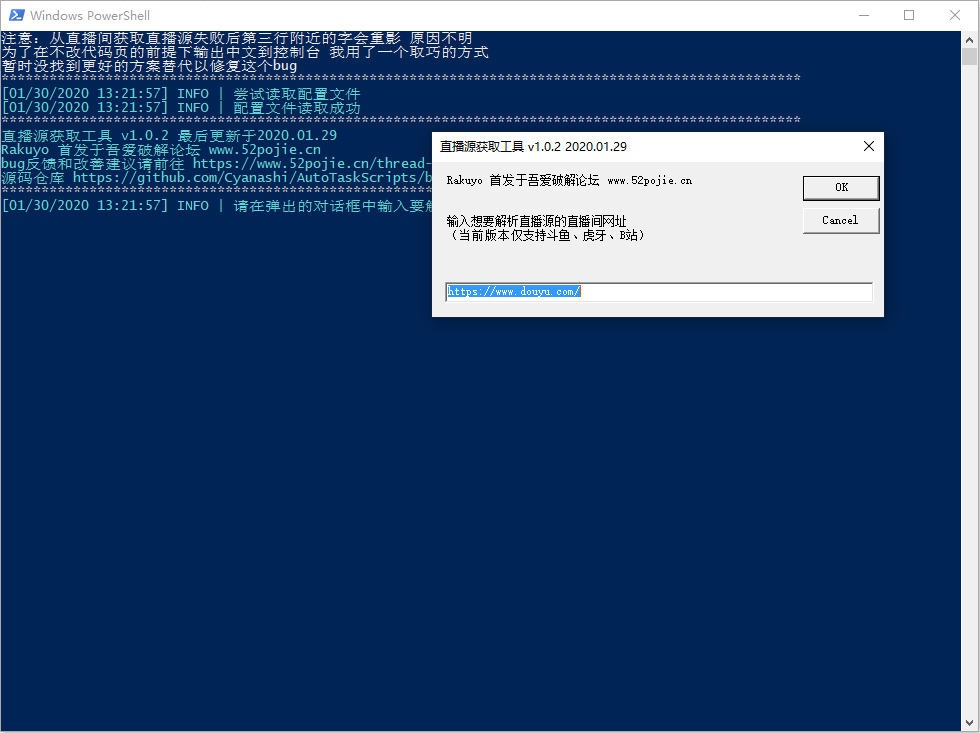 Windows PowerShell
注意：从直播间获取直播源失败后第三行附近的字会重影 原因不明
为了在不改代码页的前提下输出中文到控制台 我用了一个取巧的方式
暂时没找到更好的方案替代以修复这个bug
****************************************************************************************************
[01/30/2020 13:21:57] INFO | 尝试读取配置文件
[01/30/2020 13:21:57] INFO | 配置文件读取成功
****************************************************************************************************
直播源获取工具 v1.0.2 最后更新于2020.01.29
Rakuyo 首发于吾爱破解论坛 www.52pojie.cn
bug反馈和改善建议请前往 https://www.52pojie.cn/thread-
源码仓库 https://github.com/Cyanashi/AutoTaskScripts/b
******************************************************
[01/30/2020 13:21:57] INFO | 请在弹出的对话框中输入要
直播源获取工具 v1.0.2 2020.01.29
Rakuyo 首发于吾爱破解论坛 www.52pojie.cn
OK
输入想要解析直播源的直播间网址
Cancel
（当前版本仅支持斗鱼、虎牙、B站）
https://www.douyu.com/